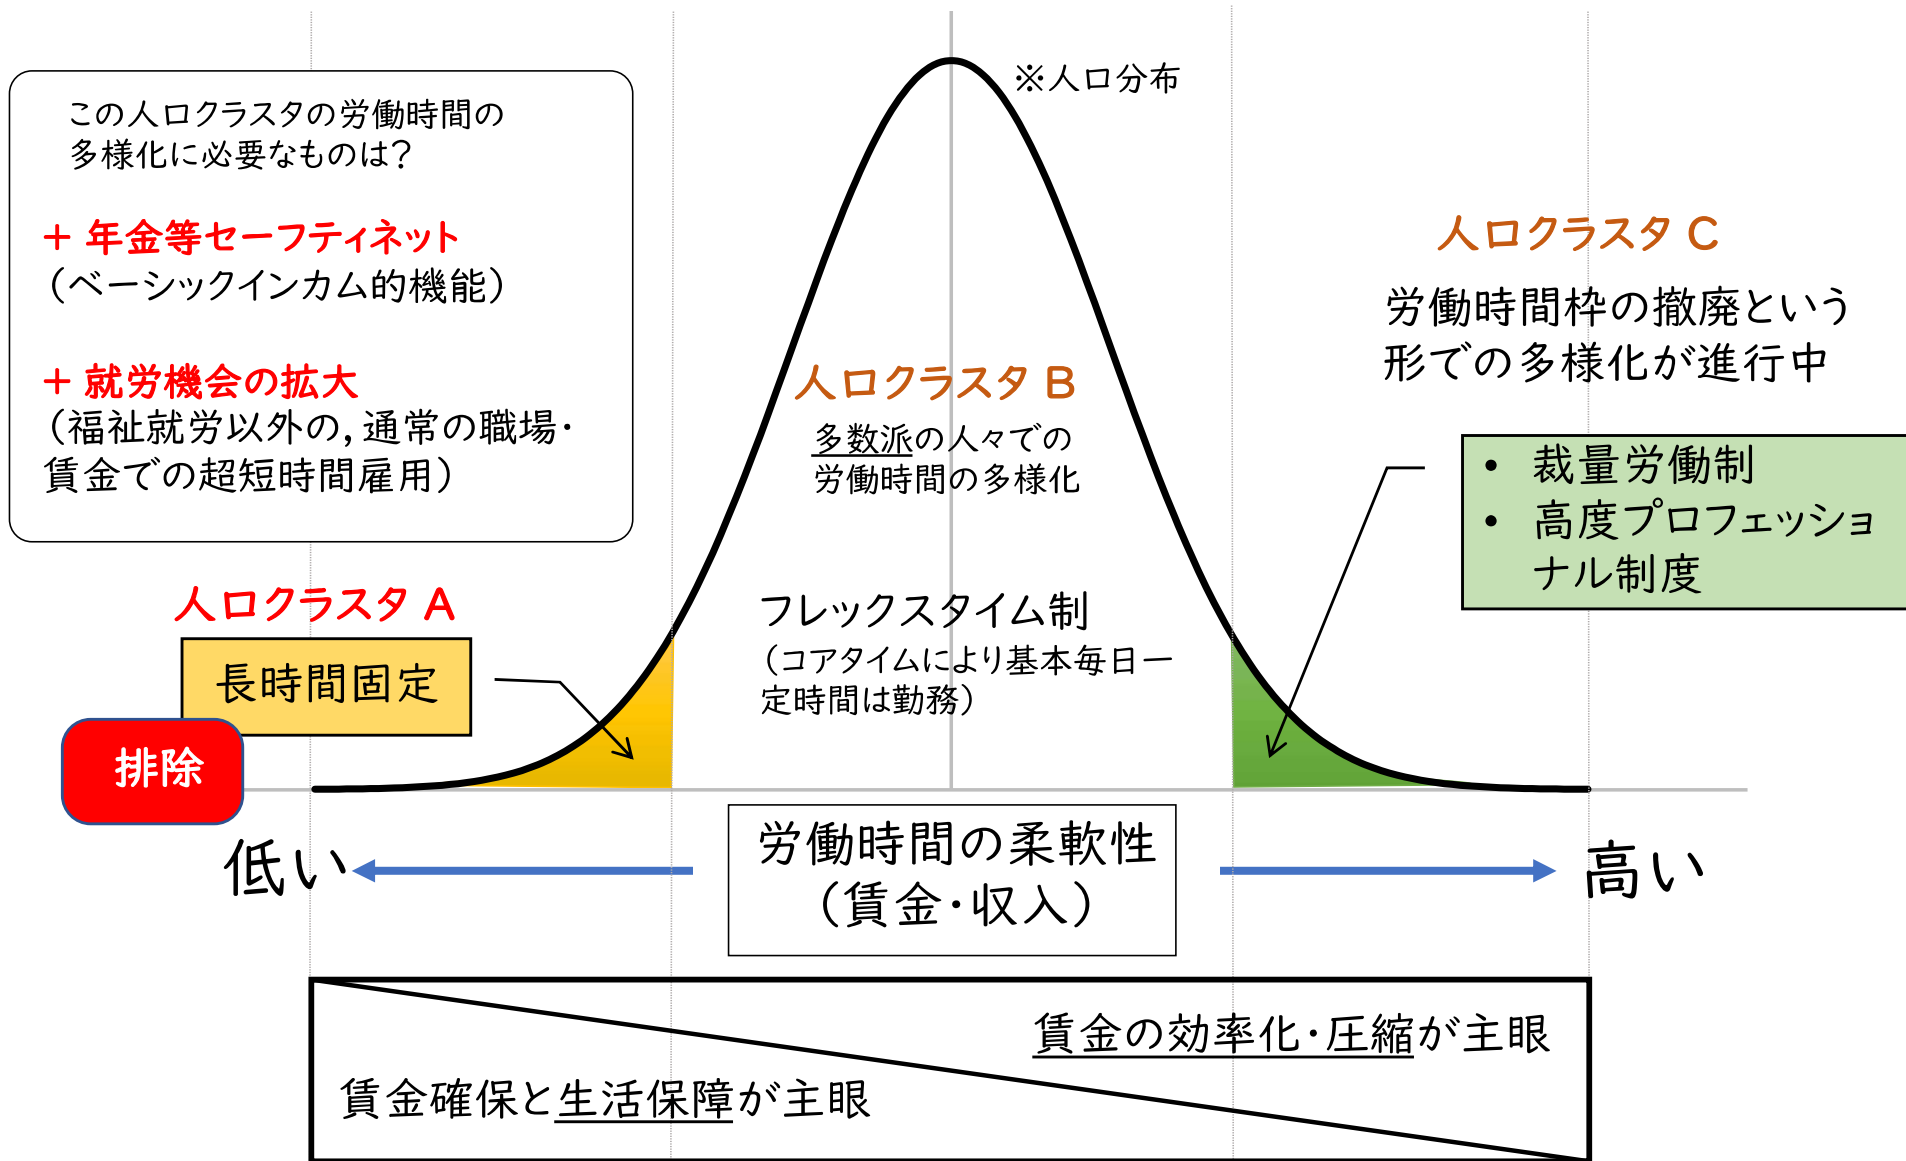 ※人口分布
この人口クラスタの労働時間の
多様化に必要なものは?
+ 年金等セーフティネット
(ベーシックインカム的機能)
+ 就労機会の拡大
(福祉就労以外の,通常の職場・
賃金での超短時間雇用)
人口クラスタ A
長時間固定
排除
人口クラスタ B
多数派の人々での
労働時間の多様化
フレックスタイム制
(コアタイムにより基本毎日一
定時間は勤務)
人口クラスタ C
労働時間枠の撤廃という
形での多様化が進行中
• 裁量労働制
• 高度プロフェッショ
ナル制度
低い
労働時間の柔軟性
(賃金・収入)
高い
賃金の効率化・圧縮が主眼
賃金確保と生活保障が主眼